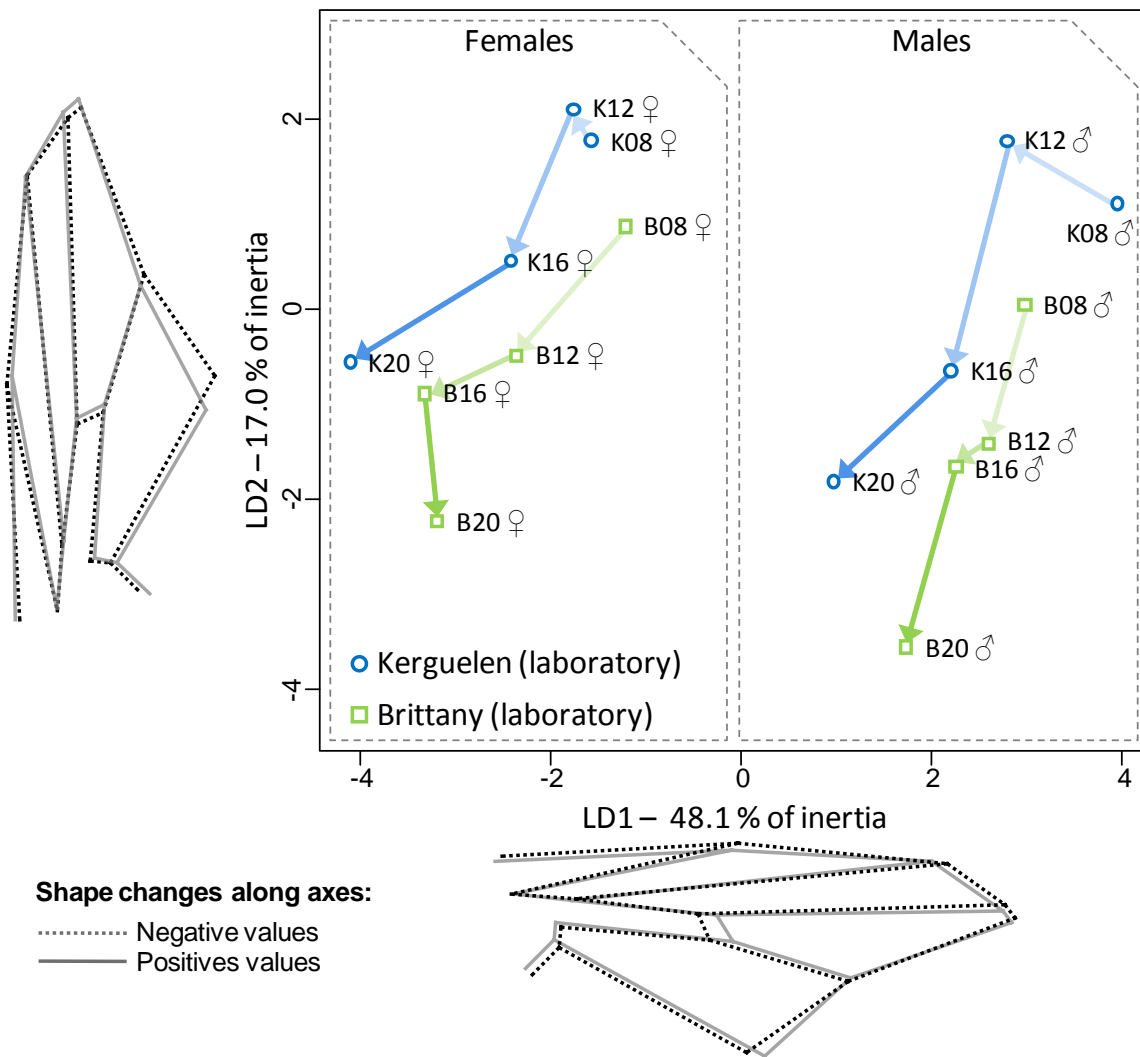 Females
Males
2
0
-2
-4
LD2 – 17.0 % of inertia
K12 ♀
K08 ♀
B08 ♀
K16 ♀
B12 ♀
K20 ♀
B16 ♀
B20 ♀
K12 ♂
K08 ♂
B08 ♂
K16 ♂
B12 ♂
B16 ♂
K20 ♂
B20 ♂
Kerguelen (laboratory)
Brittany (laboratory)
-4 -2 0 2 4
LD1 – 48.1 % of inertia
Shape changes along axes:
Negative values
Positives values